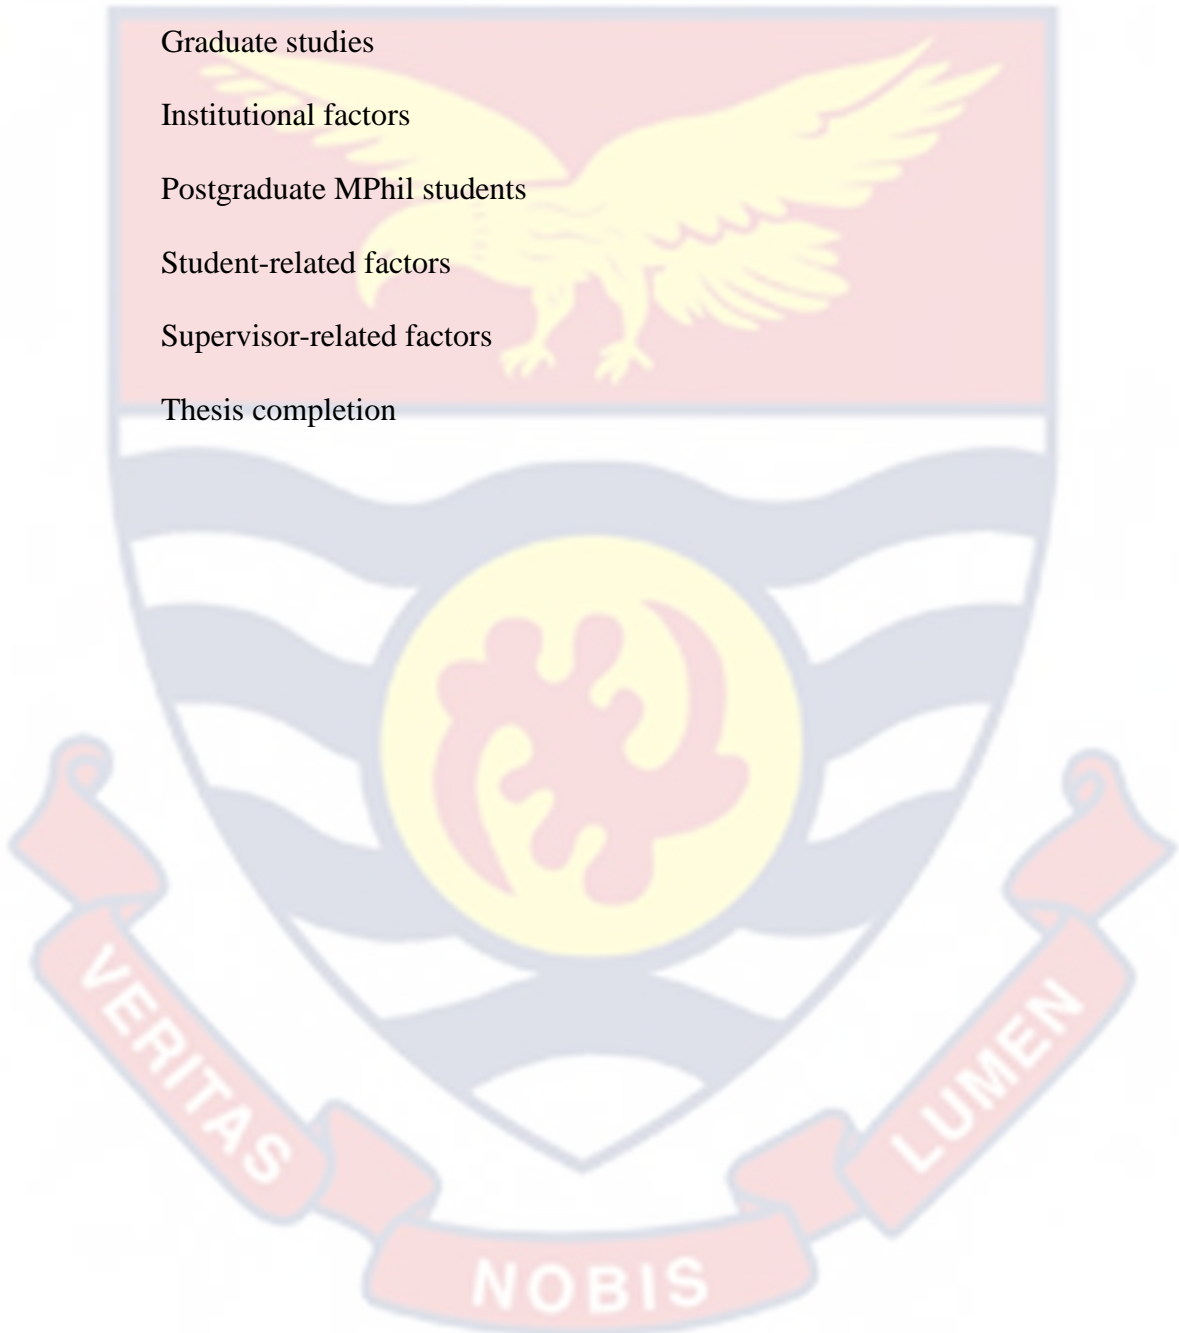 Graduate studies
Institutional factors
Postgraduate MPhil students
Student-related factors
Supervisor-related factors
Thesis completion
VERITAS
NOBIS
LUMEN